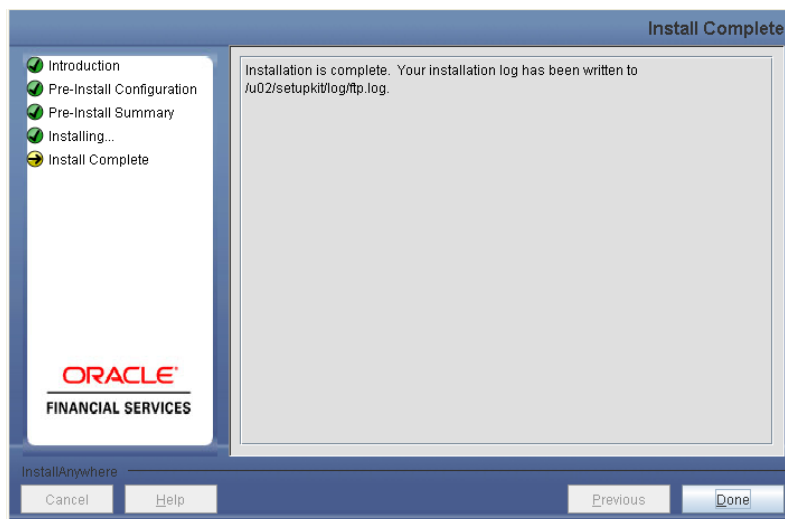 Install Complete
Introduction
Pre-Install Configuration
Pre-Install Summary
Installing...
Install Complete
Installation is complete. Your installation log has been written to
/u02/setupkit/log/ftp.log.
ORACLE
FINANCIAL SERVICES
InstallAnywhere
Cancel
Help
Previous
Done